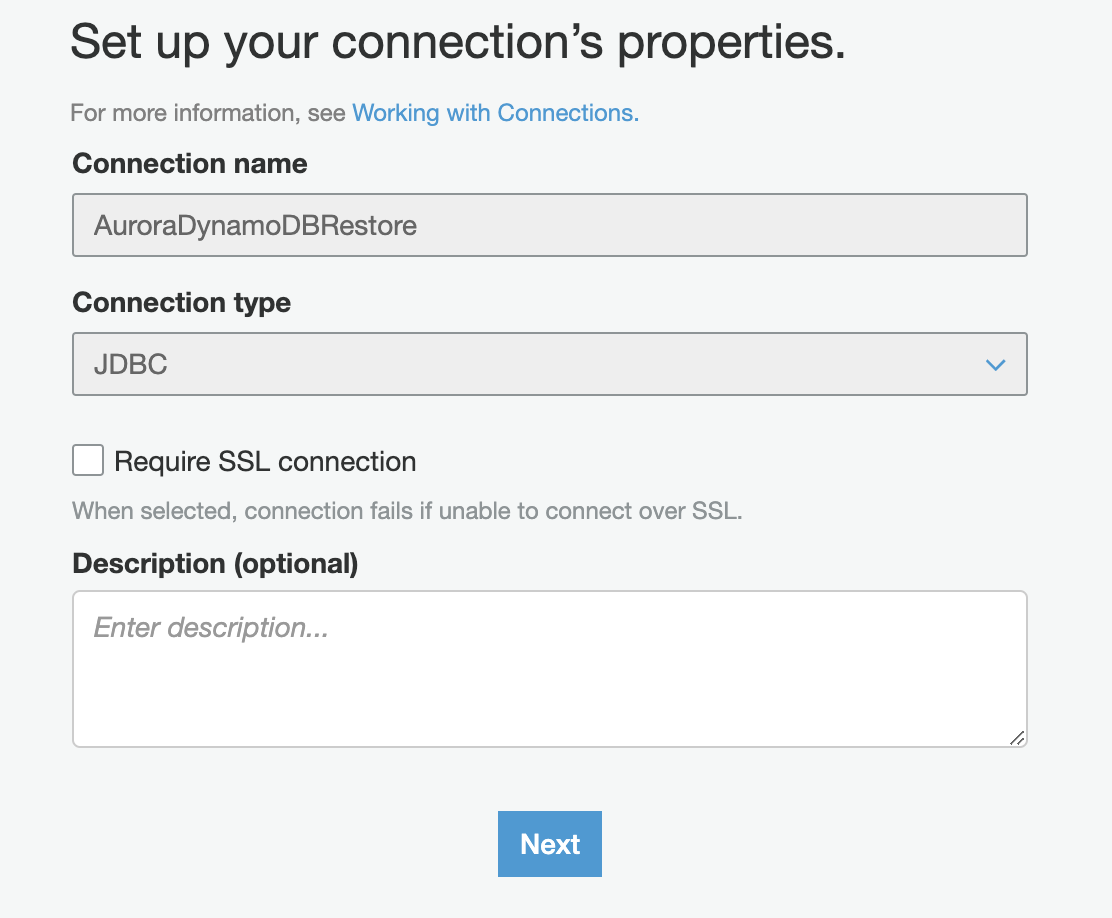 Set up your connection’s properties.
For more information, see Working with Connections.
Connection name
AuroraDynamoDBRestore
Connection type
JDBC
Require SSL connection
When selected, connection fails if unable to connect over SSL.
Description (optional)
Enter description...
Next